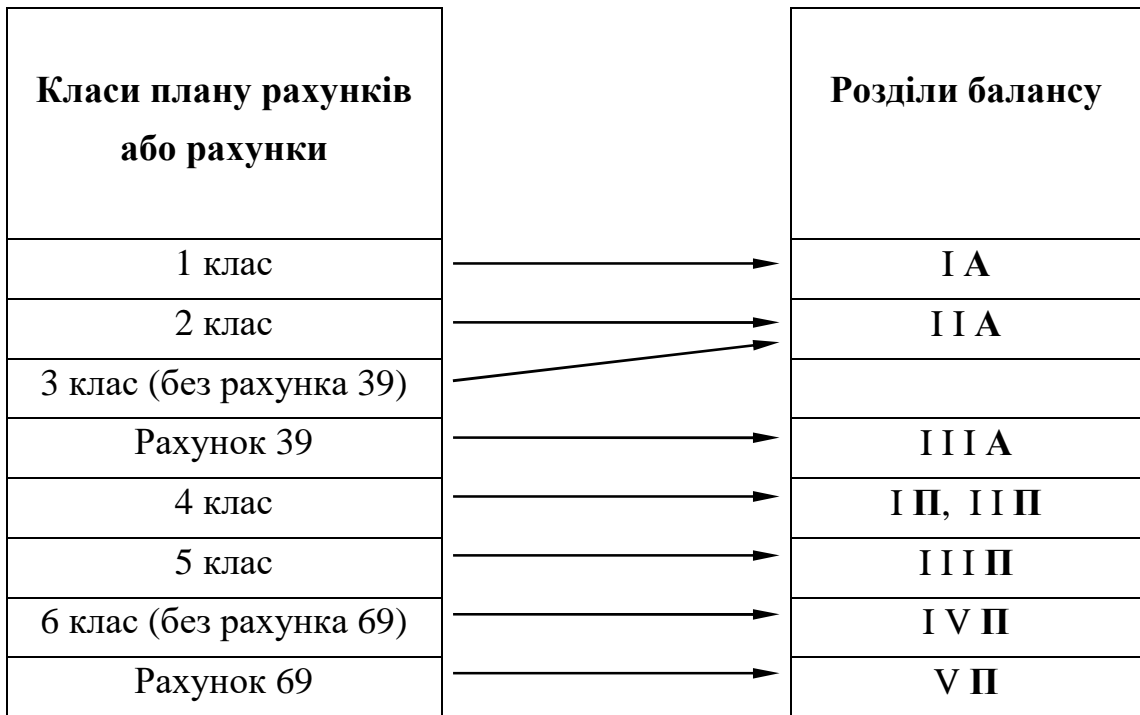 Класи плану рахунків
або рахунки
Розділи балансу
1 клас
I А
2 клас
I I А
3 клас (без рахунка 39)
Рахунок 39
I I I А
4 клас
I П, I I П
5 клас
I I I П
6 клас (без рахунка 69)
I V П
Рахунок 69
V П